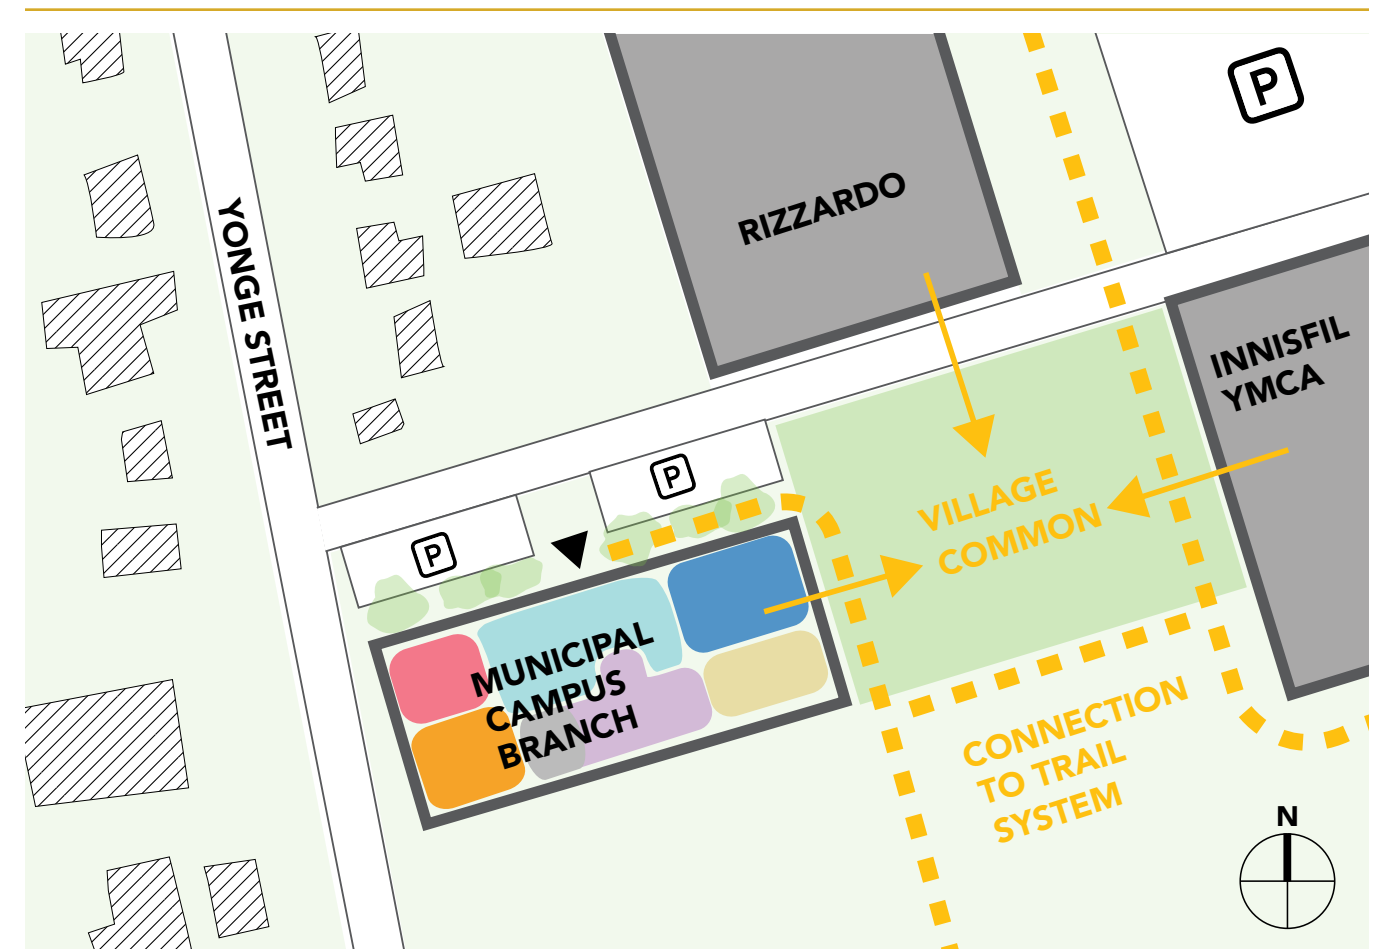 P
RIZZARDO
YONGE STREET
INNISFIL
YMCA
P
P
VILLAGE
COMMON
MUNICIPAL
CAMPUS
BRANCH
CONNECTION
TO TRAIL
SYSTEM
N